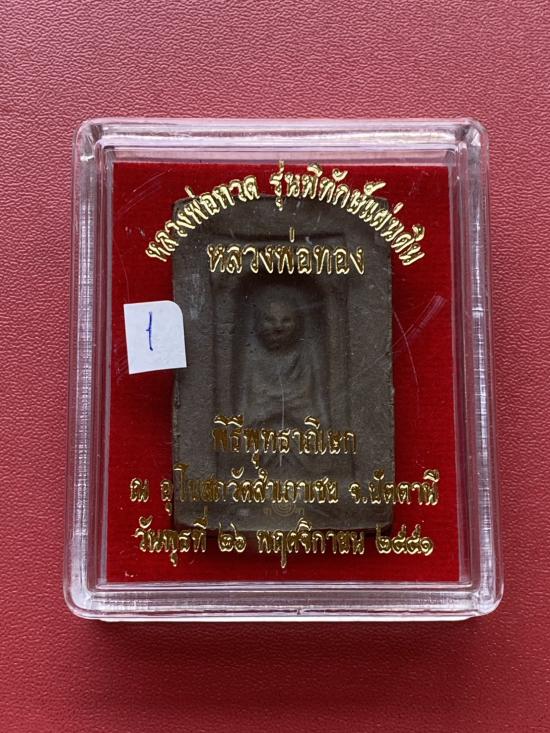 หลวงพ่อทวด รุ่นพิทักษ์แผ่นดิน
หลวงพ่อทอง
1
พิธีพุทธาภิเษก
ณ อุโบสถวัดสำเภาเชย จ.ปัตตานี
วันพุธที่ ๒๖ พฤศจิกายน ๒๕๕๑